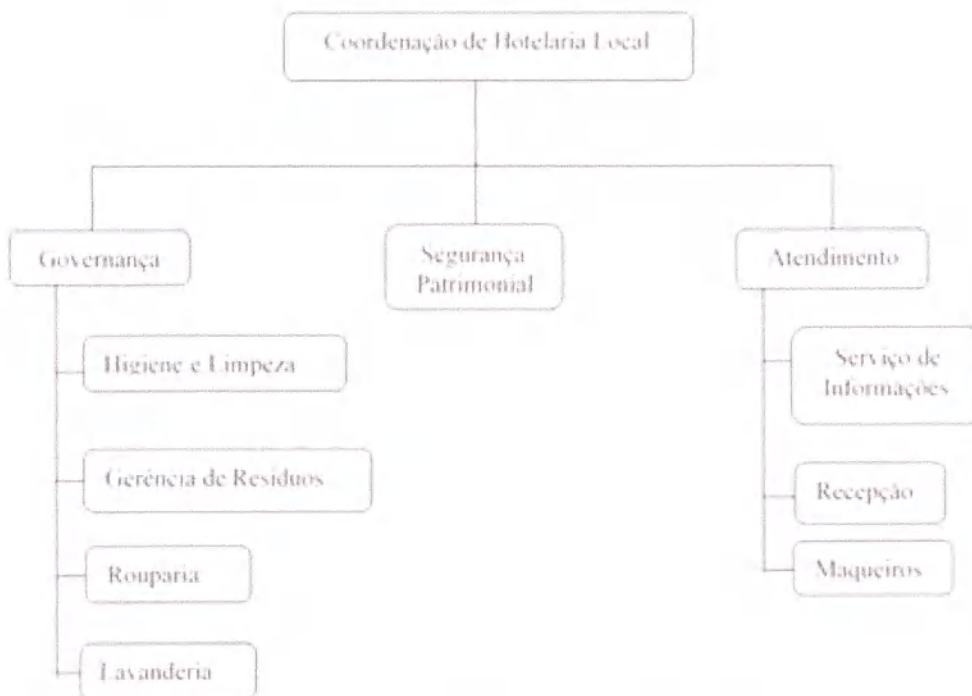 Coordenação de Hotelaria Local
Governança
Segurança
Patrimonial
Atendimento
Higiene e Limpeza
Gerência de Resíduos
Rouparia
Lavanderia
Serviço de
Informações
Recepção
Maqueiros